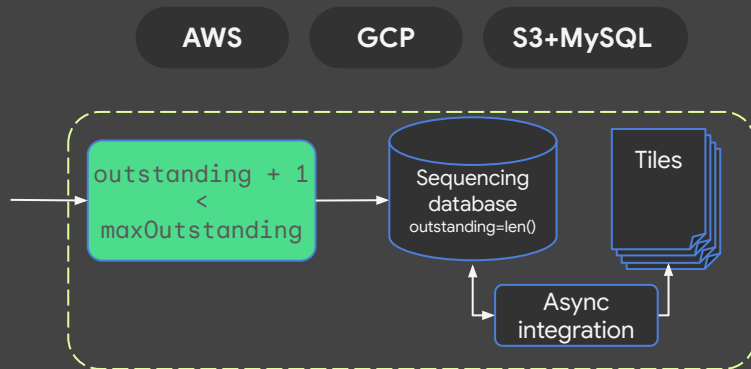 AWS
GCP
S3+MySQL
outstanding + 1
<
maxOutstanding
Sequencing
database
outstanding=len()
Tiles
Async
integration